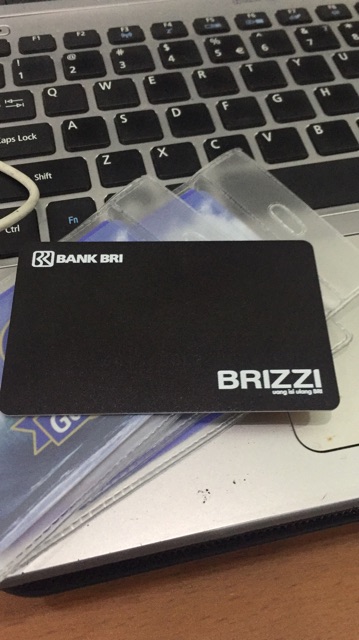 F1 F2 F3 F4 F5 F6 F7 F8
! 1 @ 2 # 3 $ 4 % 5 € ^ 6 & 7
Q W E R T Y U
Caps Lock A S D F G H
Shift Z X C V B
Ctrl Fn
BANK BRI
BRIZZI
uang isi ulang BRI